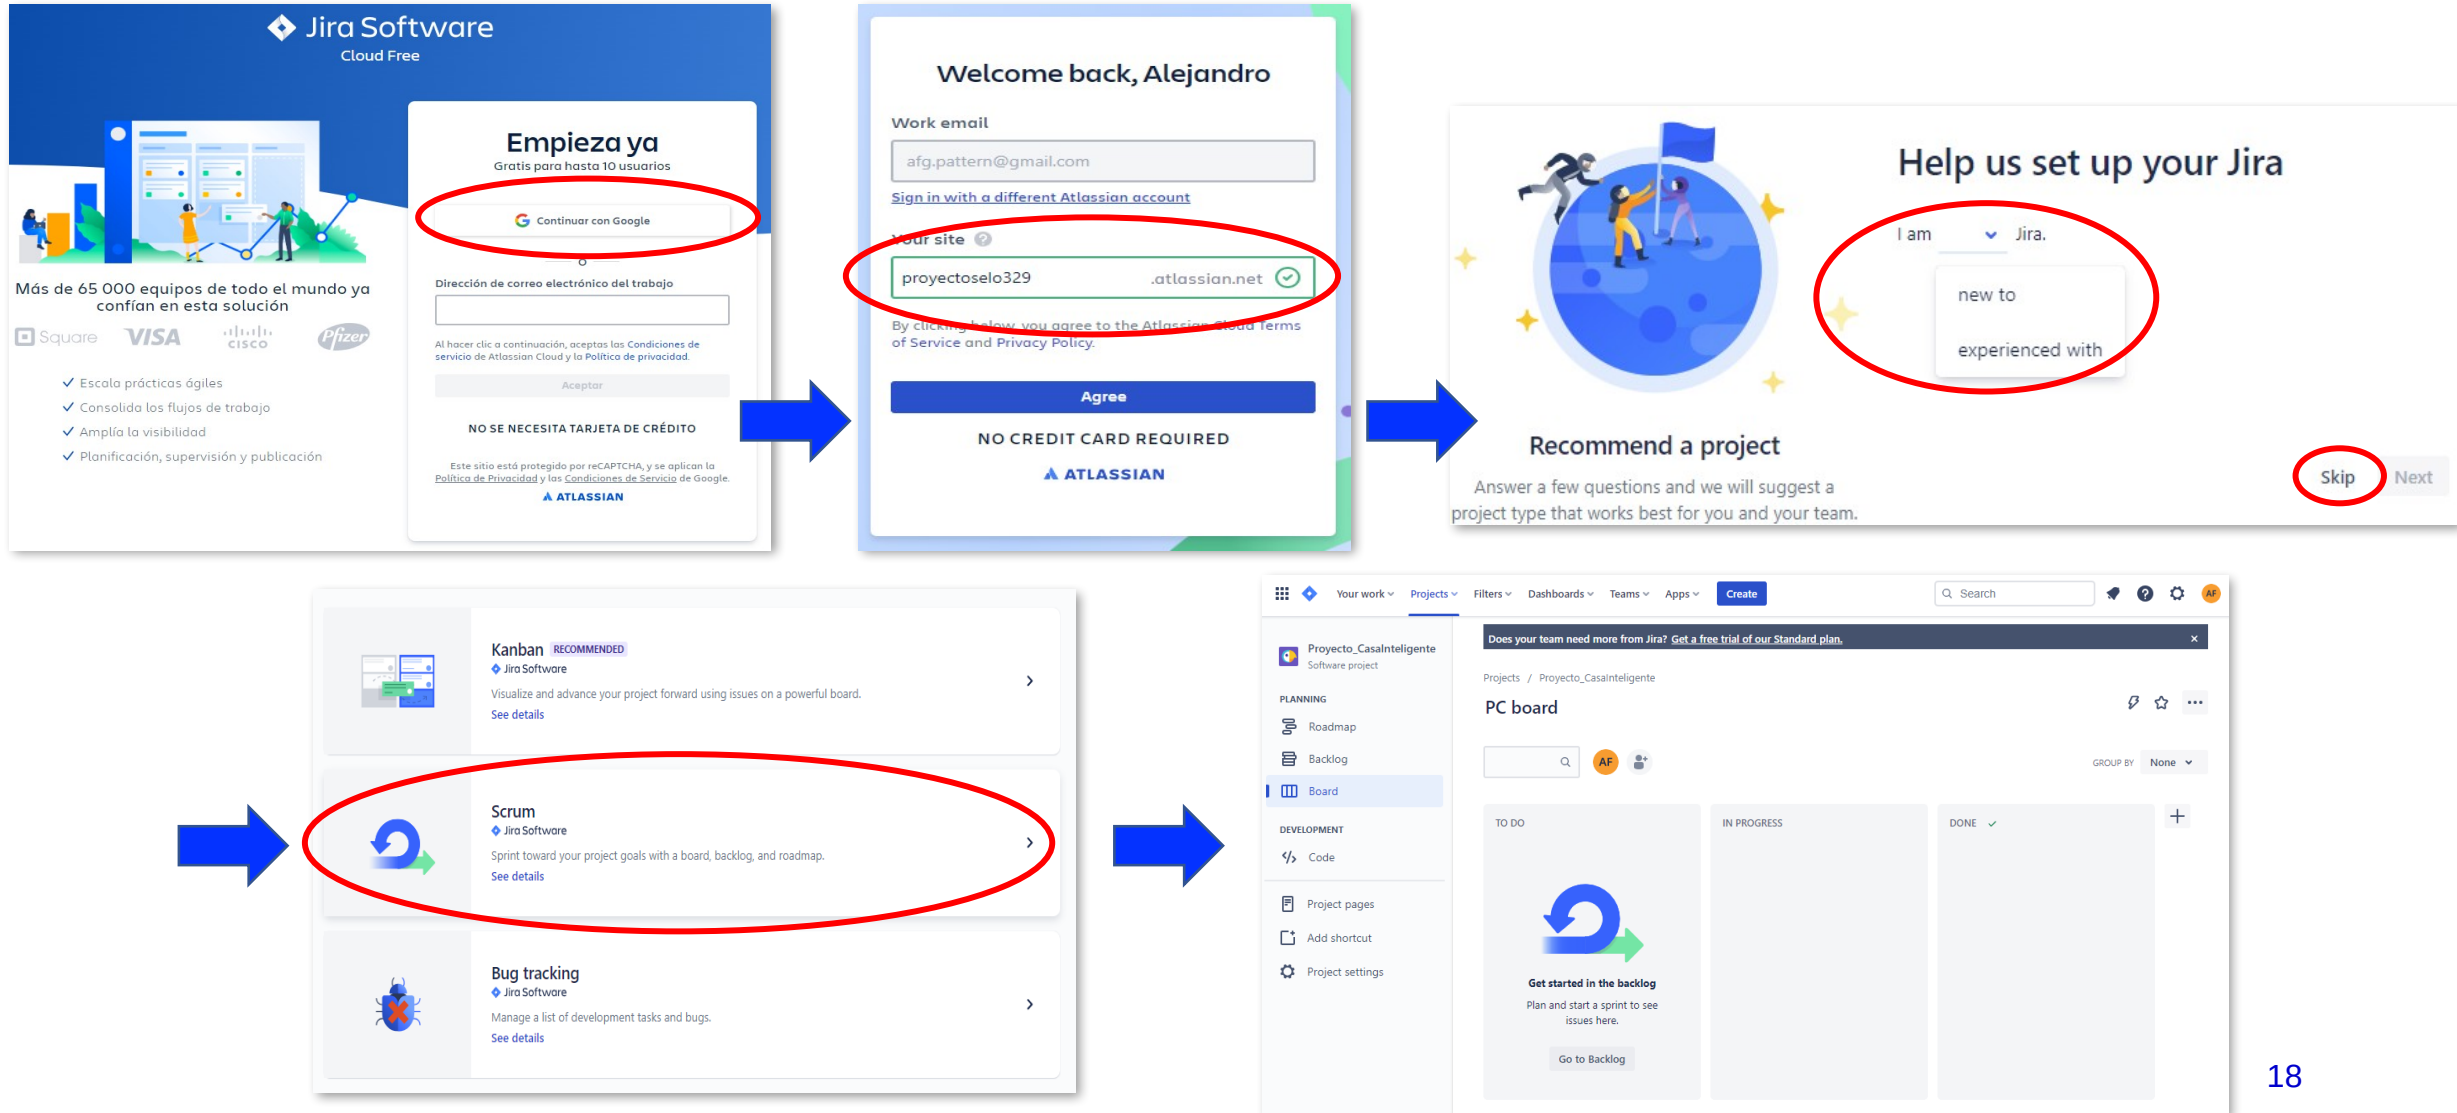 Jira Software
Cloud Free
Empieza ya
Gratis para hasta 10 usuarios
Continuar con Google
o
Dirección de correo electrónico del trabajo
Al hacer clic a continuación, aceptas las Condiciones de
servicio de Atlassian Cloud y la Política de privacidad.
Aceptar
NO SE NECESITA TARJETA DE CRÉDITO
Este sitio está protegido por reCAPTCHA, y se aplican la
Política de Privacidad y las Condiciones de Servicio de Google.
ATLASSIAN
Más de 65 000 equipos de todo el mundo ya
confían en esta solución
Square VISA CISCO Pfizer
Escala prácticas ágiles
Consolida los flujos de trabajo
Amplía la visibilidad
Planificación, supervisión y publicación
Welcome back, Alejandro
Work email
afg.pattern@gmail.com
Sign in with a different Atlassian account
Your site
proyectoselo329 .atlassian.net
By clicking below, you agree to the Atlassian Cloud Terms
of Service and Privacy Policy.
Agree
NO CREDIT CARD REQUIRED
ATLASSIAN
Help us set up your Jira
I am Jira.
new to
experienced with
Recommend a project
Answer a few questions and we will suggest a
project type that works best for you and your team.
Skip Next
Kanban RECOMMENDED
Jira Software
Visualize and advance your project forward using issues on a powerful board.
See details
Scrum
Jira Software
Sprint toward your project goals with a board, backlog, and roadmap.
See details
Bug tracking
Jira Software
Manage a list of development tasks and bugs.
See details
Your work Projects Filters Dashboards Teams Apps Create Search AF
Does your team need more from Jira? Get a free trial of our Standard plan.
Proyecto_CasaInteligente
Software project
PLANNING
Roadmap
Backlog
Board
DEVELOPMENT
Code
Project pages
Add shortcut
Project settings
Projects / Proyecto_CasaInteligente
PC board
AF
GROUP BY None
TO DO
IN PROGRESS
DONE
Get started in the backlog
Plan and start a sprint to see
issues here.
Go to Backlog
18